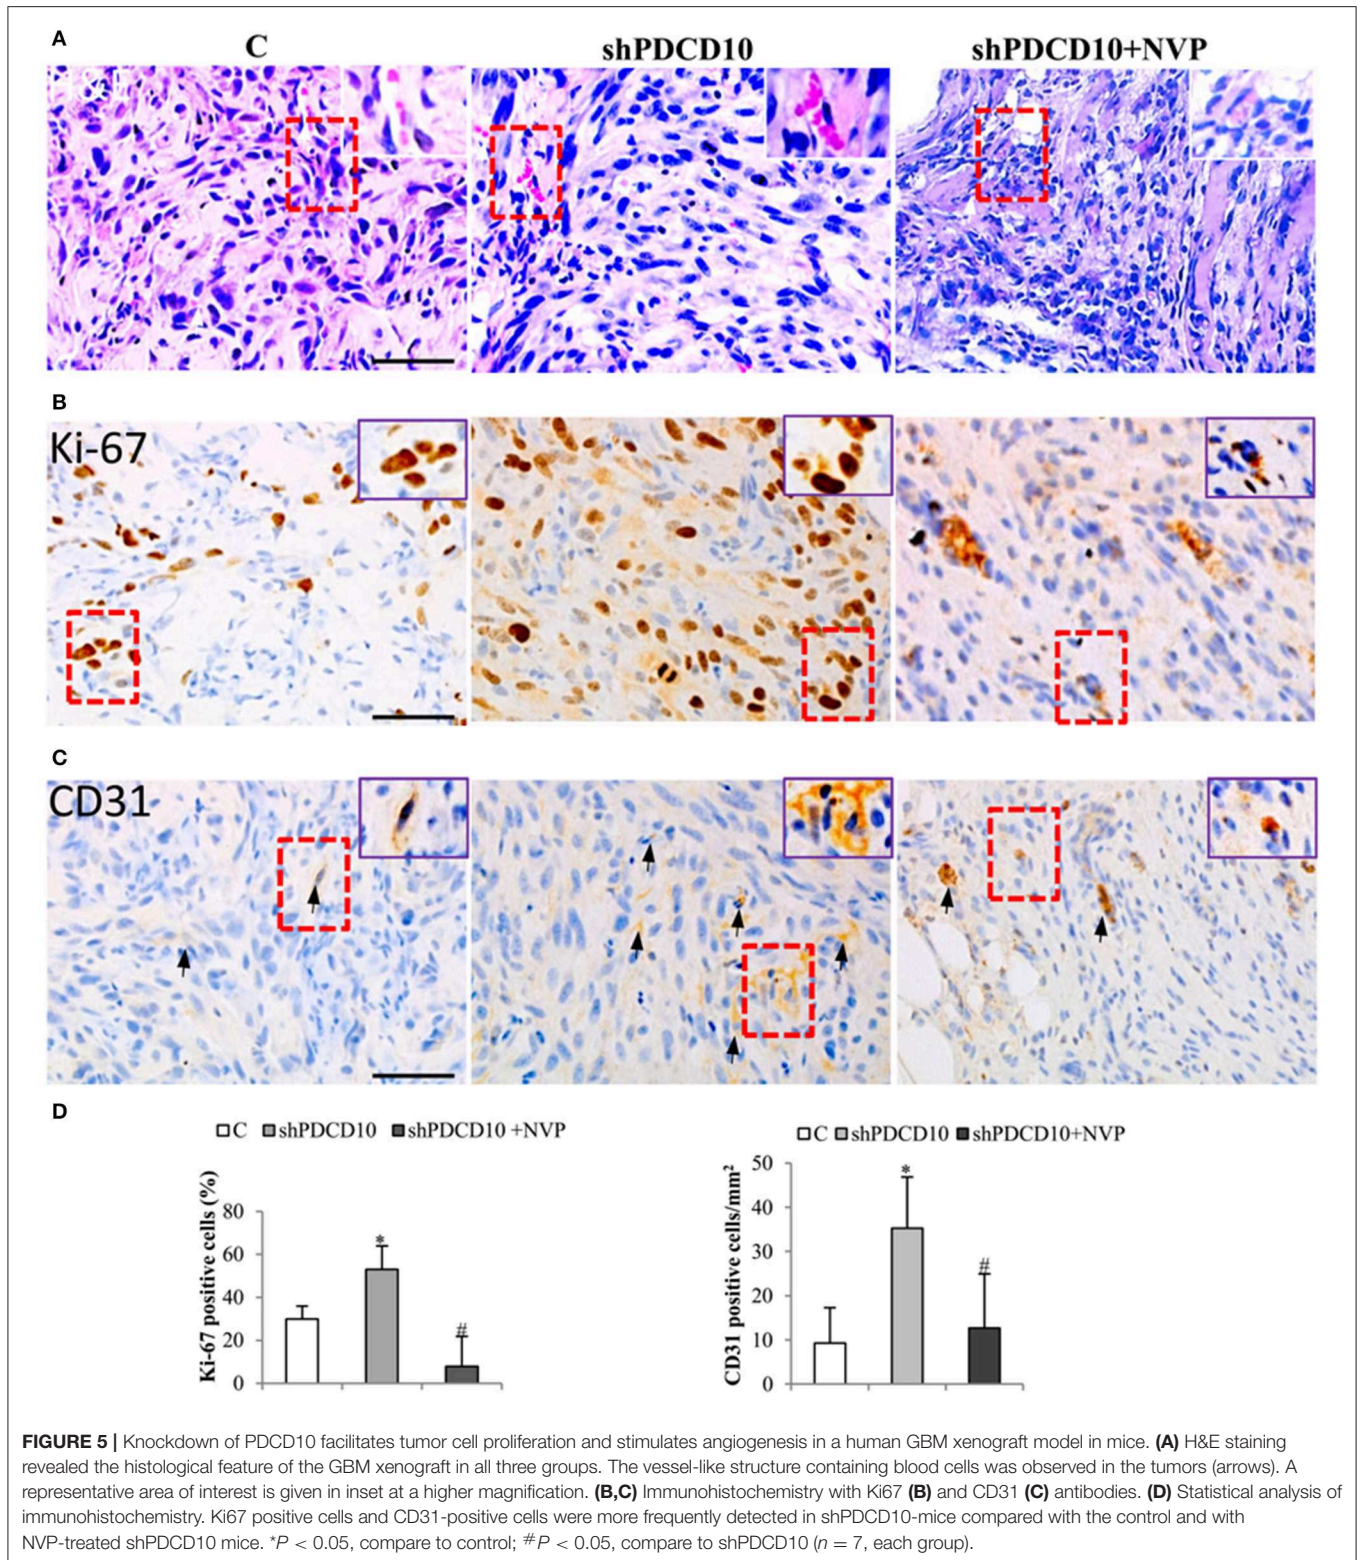 A
C
shPDCD10
shPDCD10+NVP
B
Ki-67
C
CD31
D
C shPDCD10 shPDCD10 +NVP
Ki-67 positive cells (%)
80
60
40
20
0
*
#
C shPDCD10 shPDCD10+NVP
CD31 positive cells/mm²
50
40
30
20
10
0
*
#
FIGURE 5 | Knockdown of PDCD10 facilitates tumor cell proliferation and stimulates angiogenesis in a human GBM xenograft model in mice. (A) H&E staining
revealed the histological feature of the GBM xenograft in all three groups. The vessel-like structure containing blood cells was observed in the tumors (arrows). A
representative area of interest is given in inset at a higher magnification. (B,C) Immunohistochemistry with Ki67 (B) and CD31 (C) antibodies. (D) Statistical analysis of
immunohistochemistry. Ki67 positive cells and CD31-positive cells were more frequently detected in shPDCD10-mice compared with the control and with
NVP-treated shPDCD10 mice. *P < 0.05, compare to control; #P < 0.05, compare to shPDCD10 (n = 7, each group).